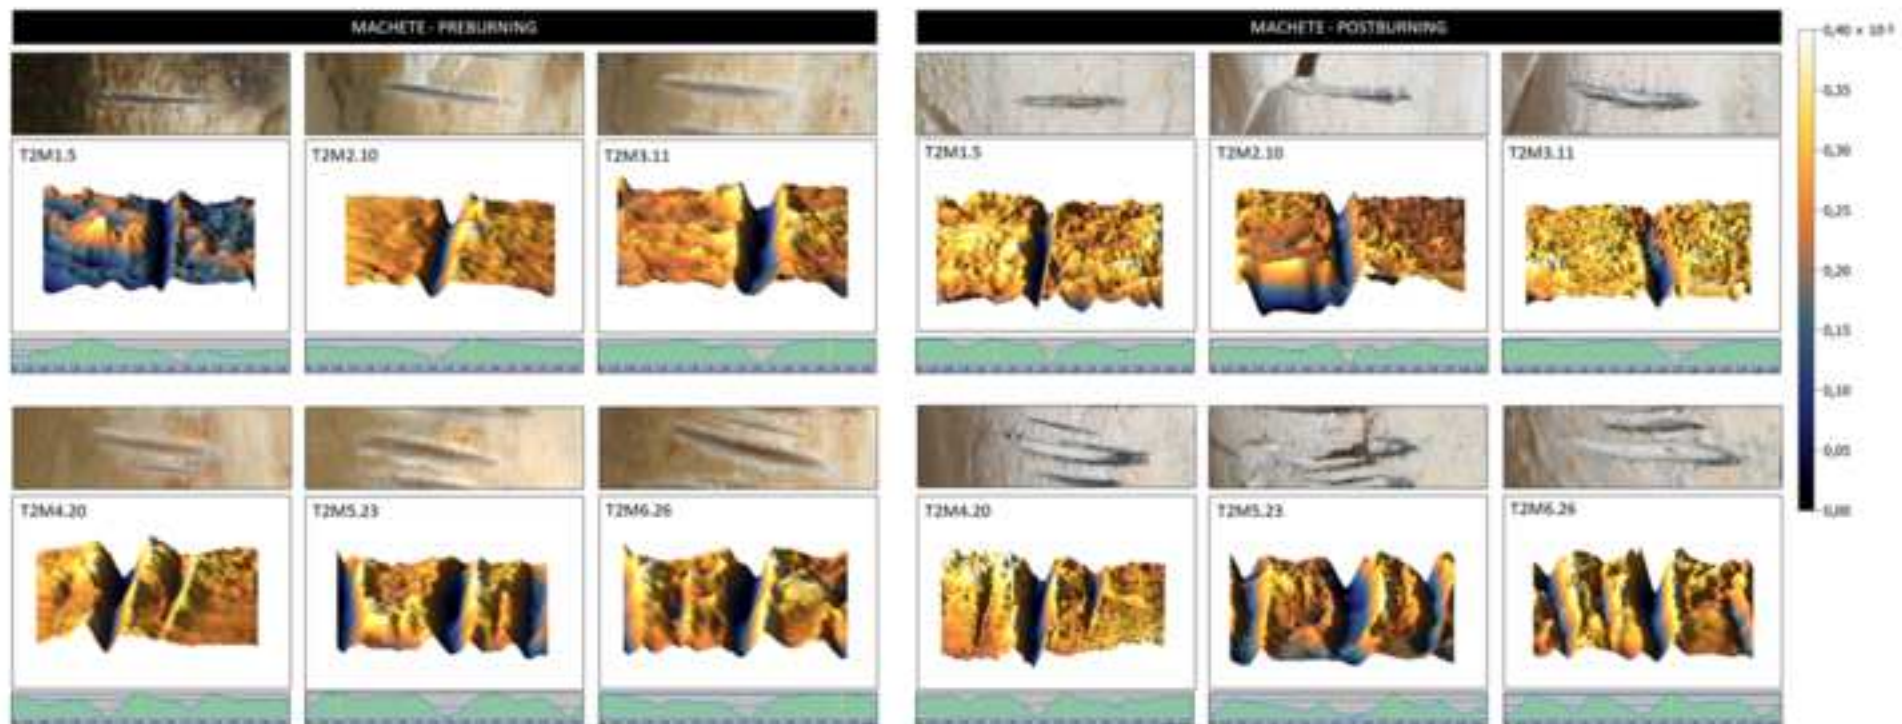 MACHETE - PREBURNING
MACHETE - POSTBURNING
T2M1.5
T2M2.10
T2M3.11
T2M1.5
T2M2.10
T2M3.11
T2M4.20
T2M5.23
T2M6.26
T2M4.20
T2M5.23
T2M6.26
0,35
0,30
0,25
0,20
0,15
0,10
0,05
0,00